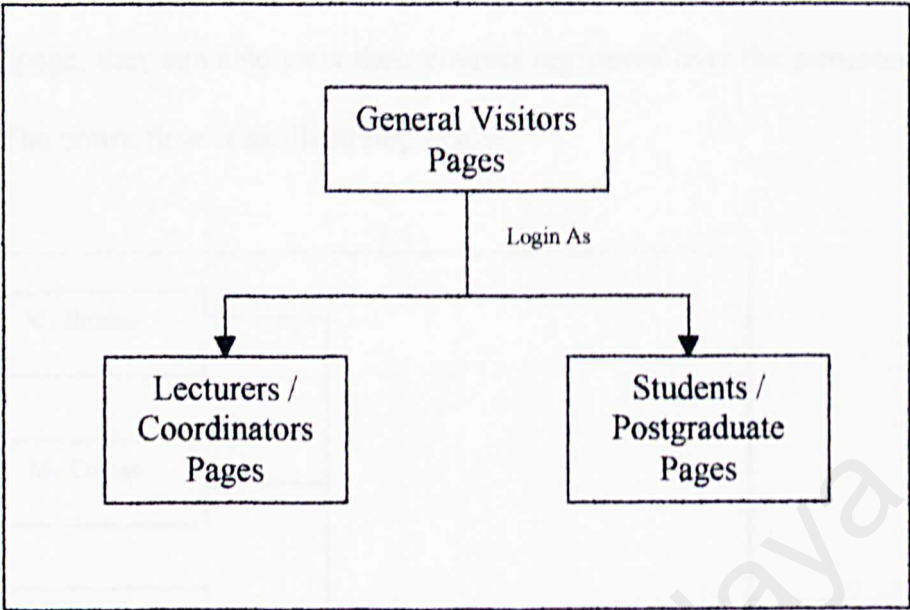 General Visitors
Pages
Login As
Lecturers /
Coordinators
Pages
Students /
Postgraduate
Pages